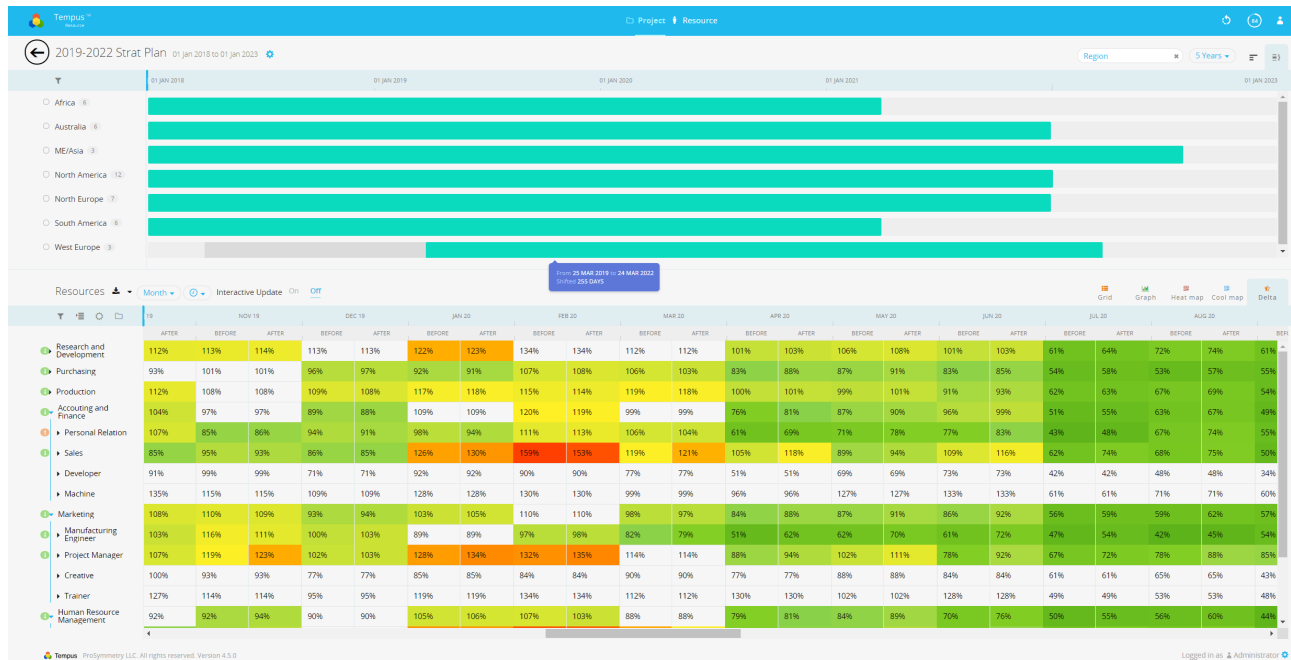 Tempus™
Resource
Project Resource
84
2019-2022 Strat Plan 01 Jan 2018 to 01 Jan 2023
Region
5 Years
01 JAN 2018 01 JAN 2019 01 JAN 2020 01 JAN 2021 01 JAN 2023
Africa 6
Australia 6
ME/Asia 3
North America 12
North Europe 7
South America 6
West Europe 3
From 25 MAR 2019 to 24 MAR 2022
Shifted 255 DAYS
Resources Month Interactive Update On Off
Grid Graph Heat map Cool map Delta
19 NOV 19 DEC 19 JAN 20 FEB 20 MAR 20 APR 20 MAY 20 JUN 20 JUL 20 AUG 20
AFTER BEFORE AFTER BEFORE AFTER BEFORE AFTER BEFORE AFTER BEFORE AFTER BEFORE AFTER BEFORE AFTER BEFORE AFTER BEFORE AFTER BEFORE AFTER BEF
Research and Development 112% 113% 114% 113% 113% 122% 123% 134% 134% 112% 112% 101% 103% 106% 108% 101% 103% 61% 64% 72% 74% 61%
Purchasing 93% 101% 101% 96% 97% 92% 91% 107% 108% 106% 103% 83% 88% 87% 91% 83% 85% 54% 58% 53% 57% 55%
Production 112% 108% 108% 109% 108% 117% 118% 115% 114% 119% 118% 100% 101% 99% 101% 91% 93% 62% 63% 67% 69% 54%
Accouting and Finance 104% 97% 97% 89% 88% 109% 109% 120% 119% 99% 99% 76% 81% 87% 90% 96% 99% 51% 55% 63% 67% 49%
Personal Relation 107% 85% 86% 94% 91% 98% 94% 111% 113% 106% 104% 61% 69% 71% 78% 77% 83% 43% 48% 67% 74% 55%
Sales 85% 95% 93% 86% 85% 126% 130% 159% 153% 119% 121% 105% 118% 89% 94% 109% 116% 62% 74% 68% 75% 50%
Developer 91% 99% 99% 71% 71% 92% 92% 90% 90% 77% 77% 51% 51% 69% 69% 73% 73% 42% 42% 48% 48% 34%
Machine 135% 115% 115% 109% 109% 128% 128% 130% 130% 99% 99% 96% 96% 127% 127% 133% 133% 61% 61% 71% 71% 60%
Marketing 108% 110% 109% 93% 94% 103% 105% 110% 110% 98% 97% 84% 88% 87% 91% 86% 92% 56% 59% 59% 62% 57%
Manufacturing Engineer 103% 116% 111% 100% 103% 89% 89% 97% 98% 82% 79% 51% 62% 62% 70% 61% 72% 47% 54% 42% 45% 54%
Project Manager 107% 119% 123% 102% 103% 128% 134% 132% 135% 114% 114% 88% 94% 102% 111% 78% 92% 67% 72% 78% 88% 85%
Creative 100% 93% 93% 77% 77% 85% 85% 84% 84% 90% 90% 77% 77% 88% 88% 84% 84% 61% 61% 65% 65% 43%
Trainer 127% 114% 114% 95% 95% 119% 119% 134% 134% 112% 112% 130% 130% 102% 102% 128% 128% 49% 49% 53% 53% 48%
Human Resource Management 92% 92% 94% 90% 90% 105% 106% 107% 103% 88% 88% 79% 81% 84% 89% 70% 76% 50% 55% 56% 60% 44%
Tempus ProSymmetry LLC. All rights reserved. Version 4.5.0
Logged in as Administrator